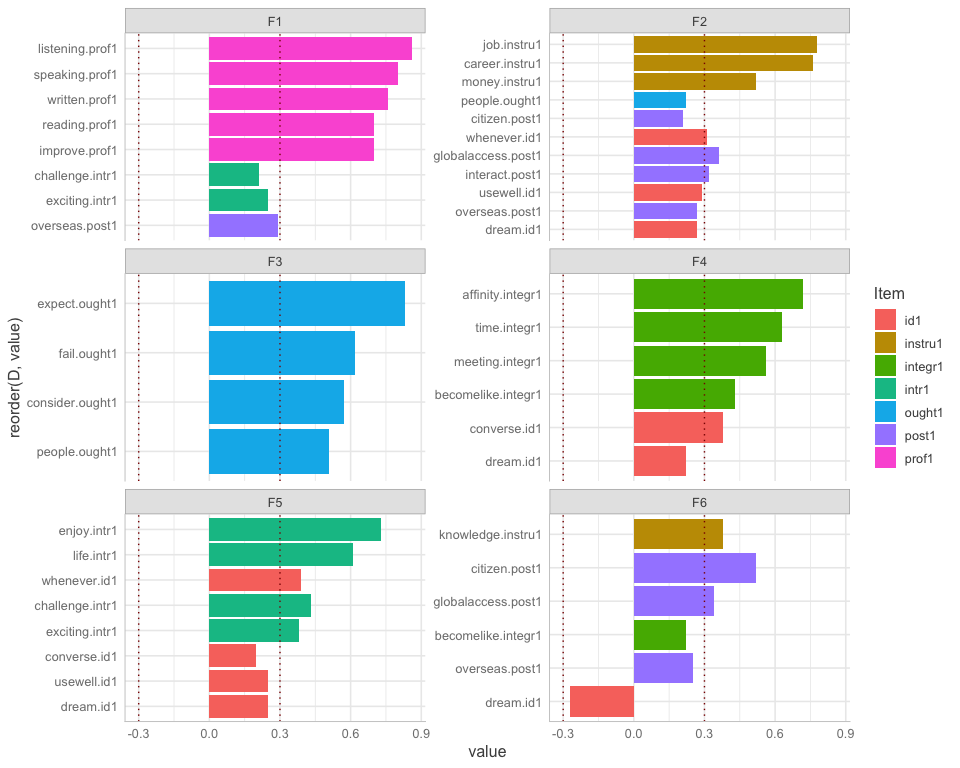 F1
listening.prof1
speaking.prof1
written.prof1
reading.prof1
improve.prof1
challenge.intr1
exciting.intr1
overseas.post1
F2
job.instru1
career.instru1
money.instru1
people.ought1
citizen.post1
whenever.id1
globalaccess.post1
interact.post1
usewell.id1
overseas.post1
dream.id1
F3
expect.ought1
fail.ought1
consider.ought1
people.ought1
F4
affinity.integr1
time.integr1
meeting.integr1
becomelike.integr1
converse.id1
dream.id1
F5
enjoy.intr1
life.intr1
whenever.id1
challenge.intr1
exciting.intr1
converse.id1
usewell.id1
dream.id1
-0.3 0.0 0.3 0.6 0.9
F6
knowledge.instru1
citizen.post1
globalaccess.post1
becomelike.integr1
overseas.post1
dream.id1
-0.3 0.0 0.3 0.6 0.9
value
reorder(D, value)
Item
id1
instru1
integr1
intr1
ought1
post1
prof1